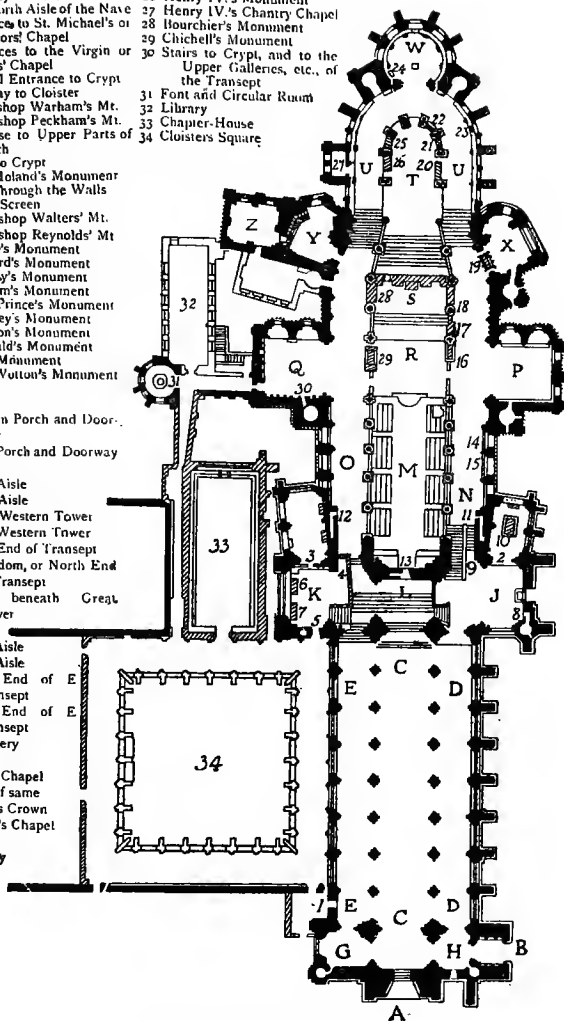 rth Aisle of the Nave
ces to St. Michael's or
ors' Chapel
ces to the Virgin or
s' Chapel
l Entrance to Crypt
ay to Cloister
shop Warham's Mt.
shop Peckham's Mt.
se to Upper Parts of
ch
o Crypt
oland's Monument
hrough the Walls
Screen
shop Walters' Mt.
shop Reynolds' Mt
's Monument
rd's Monument
y's Monument
m's Monument
Prince's Monument
ey's Monument
on's Monument
ld's Monument
Monument
Wotton's Monument
n Porch and Door-
Porch and Doorway
Aisle
Aisle
Western Tower
Western Tower
End of Transept
dom, or North End
Transept
beneath Great
wer
Aisle
Aisle
End of E
nsept
End of E
nsept
ery
Chapel
of same
s Crown
's Chapel
y
27 Henry IV.'s Chantry Chapel
28 Bourchier's Monument
29 Chichell's Monument
30 Stairs to Crypt, and to the
Upper Galleries, etc., of
the Transept
31 Font and Circular Room
32 Library
33 Chapter-House
34 Cloisters Square
W
24
22
23
25
21
27
26
20
U
T
U
Z
Y
X
19
S
28
18
32
17
R
29
16
Q
P
31
30
14
O
M
15
N
12
11
33
10
13
3
4
9
2
K
6
L
J
7
8
5
C
E
D
34
1
E
C
D
G
H
B
A